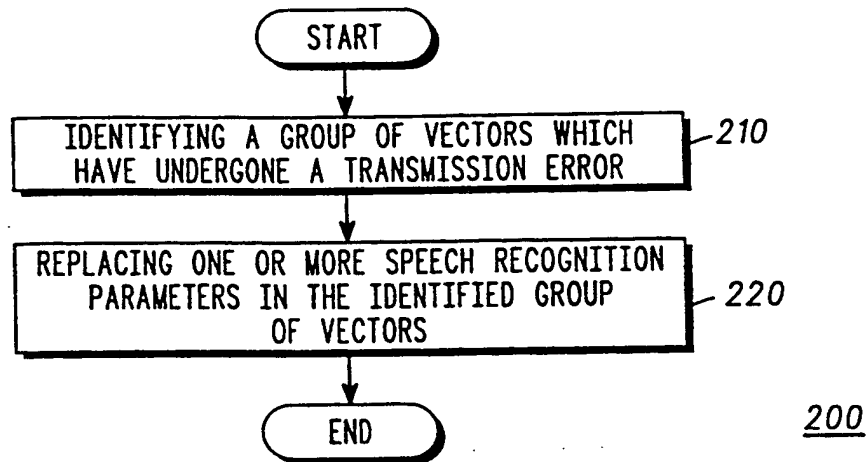 START
IDENTIFYING A GROUP OF VECTORS WHICH
HAVE UNDERGONE A TRANSMISSION ERROR
210
REPLACING ONE OR MORE SPEECH RECOGNITION
PARAMETERS IN THE IDENTIFIED GROUP
OF VECTORS
220
END
200